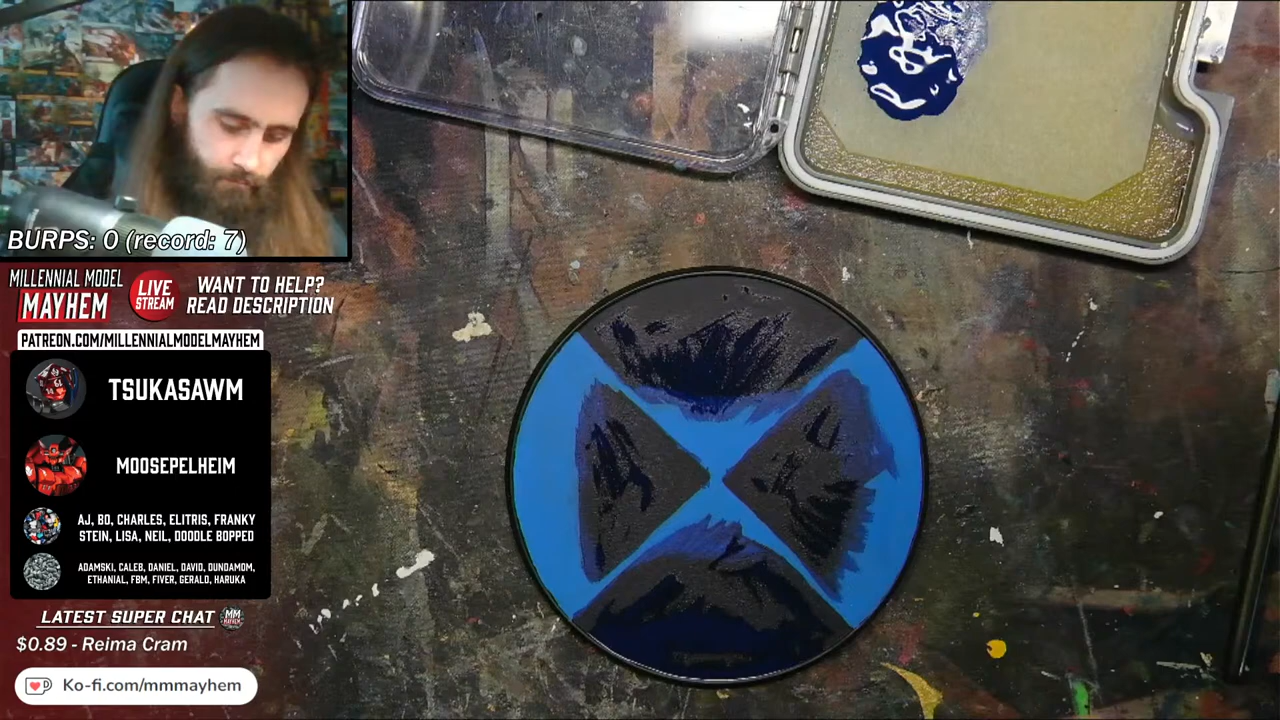 BURPS: 0 (record: 7)
MILLENNIAL MODEL
MAYHEM
LIVE
STREAM
WANT TO HELP?
READ DESCRIPTION
PATREON.COM/MILLENNIALMODELMAYHEM
TSUKASAWM
MOOSEPELHEIM
AJ, BO, CHARLES, ELITRIS, FRANKY
STEIN, LISA, NEIL, DOODLE BOPPED
ADAMSKI, CALEB, DANIEL, DAVID, DUNDAMOM,
ETHANIAL, FBM, FIVER, GERALD, HARUKA
LATEST SUPER CHAT
MM
MAYHEM
$0.89 - Reima Cram
Ko-fi.com/mmmayhem